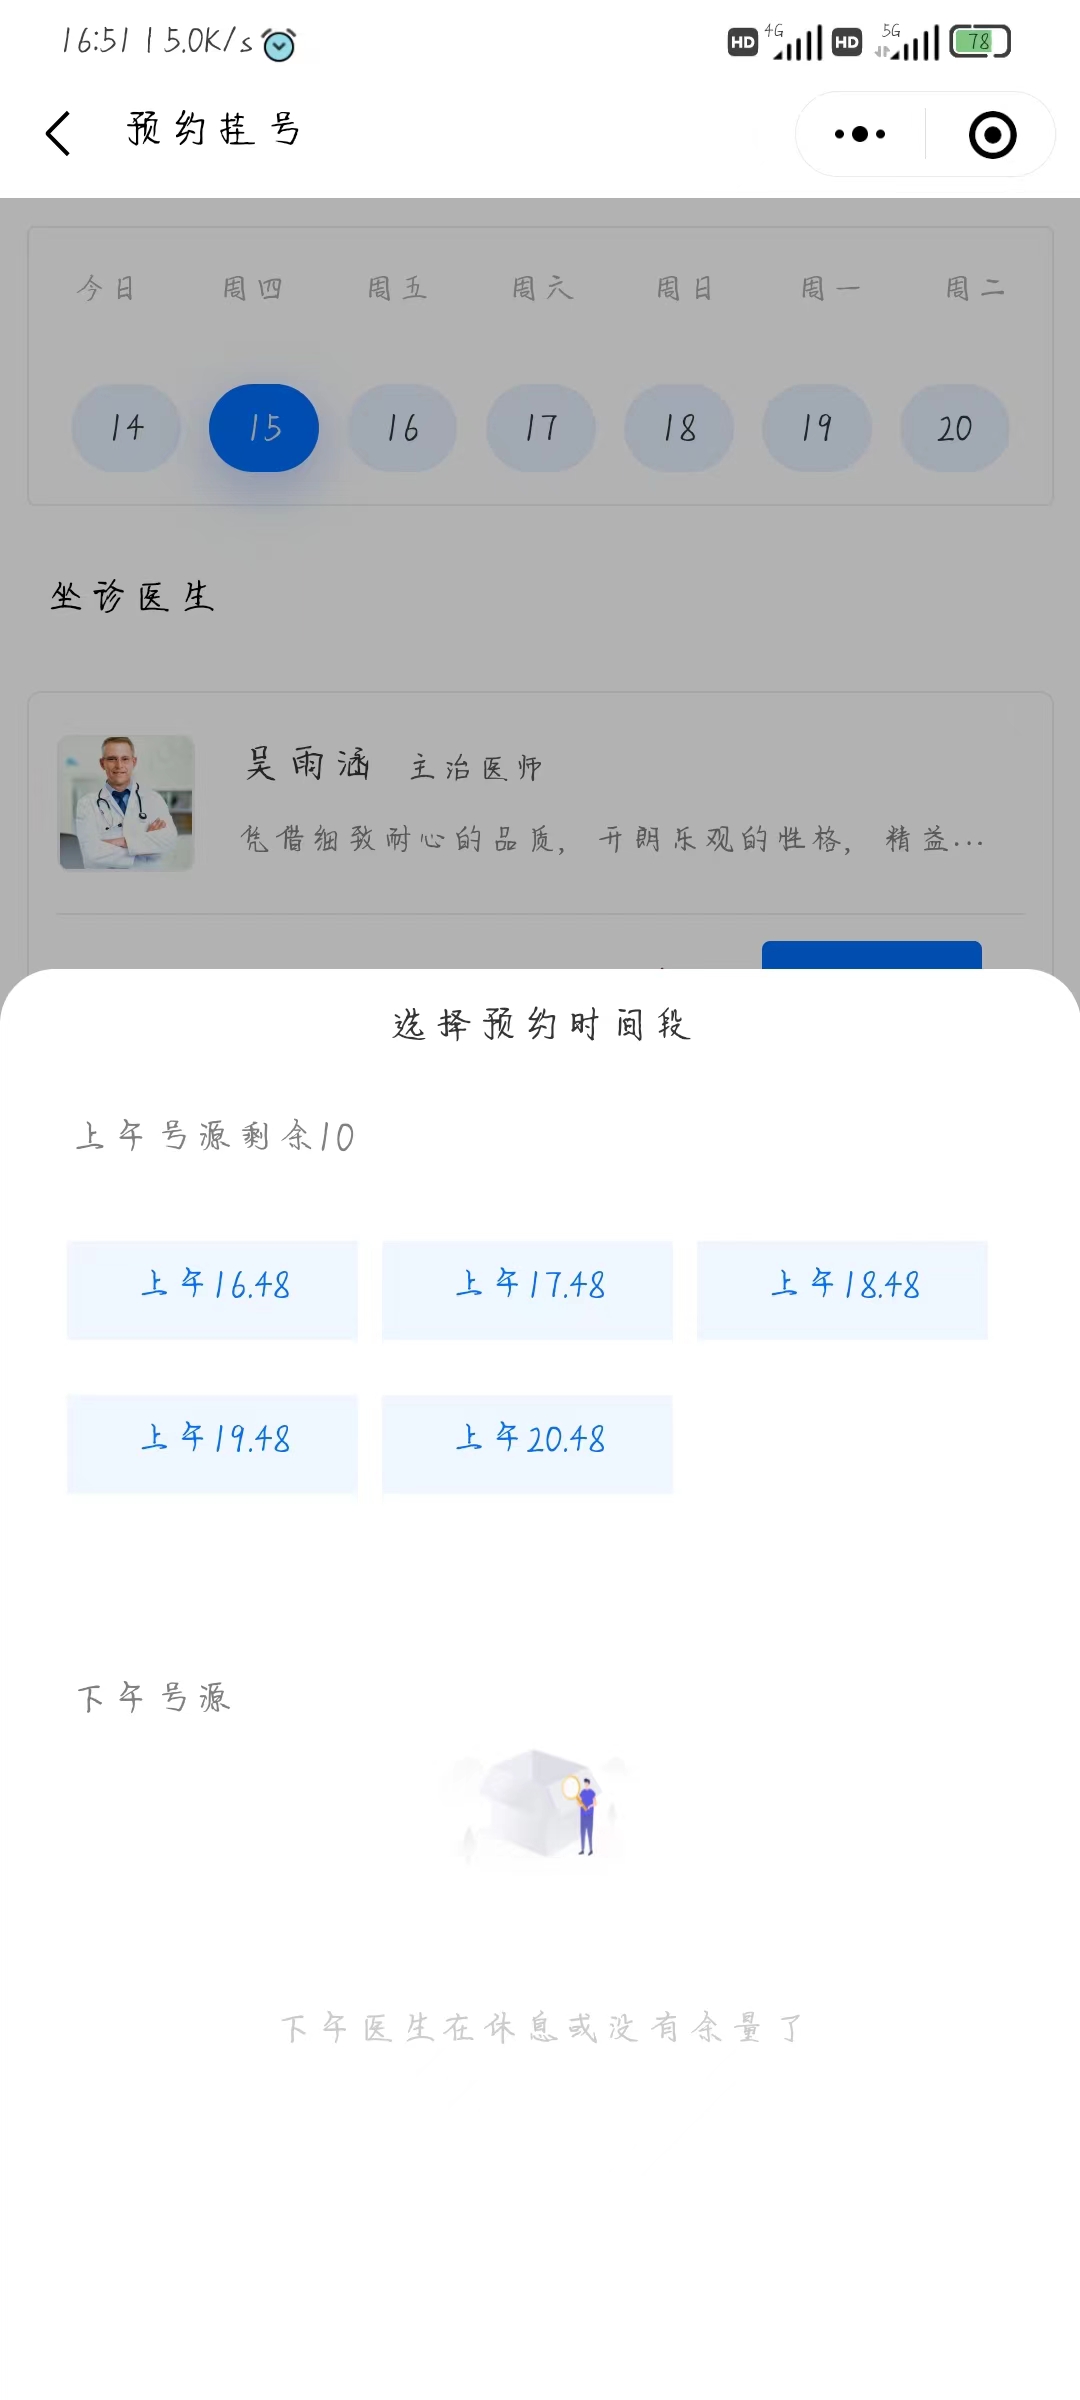 16:51 | 5.0K/s HD 4G HD 5G 78
预约挂号
今日 周四 周五 周六 周日 周一 周二
14 15 16 17 18 19 20
坐诊医生
吴雨涵 主治医师
凭借细致耐心的品质，开朗乐观的性格，精益...
选择预约时间段
上午号源剩余10
上午16.48 上午17.48 上午18.48
上午19.48 上午20.48
下午号源
下午医生在休息或没有余量了